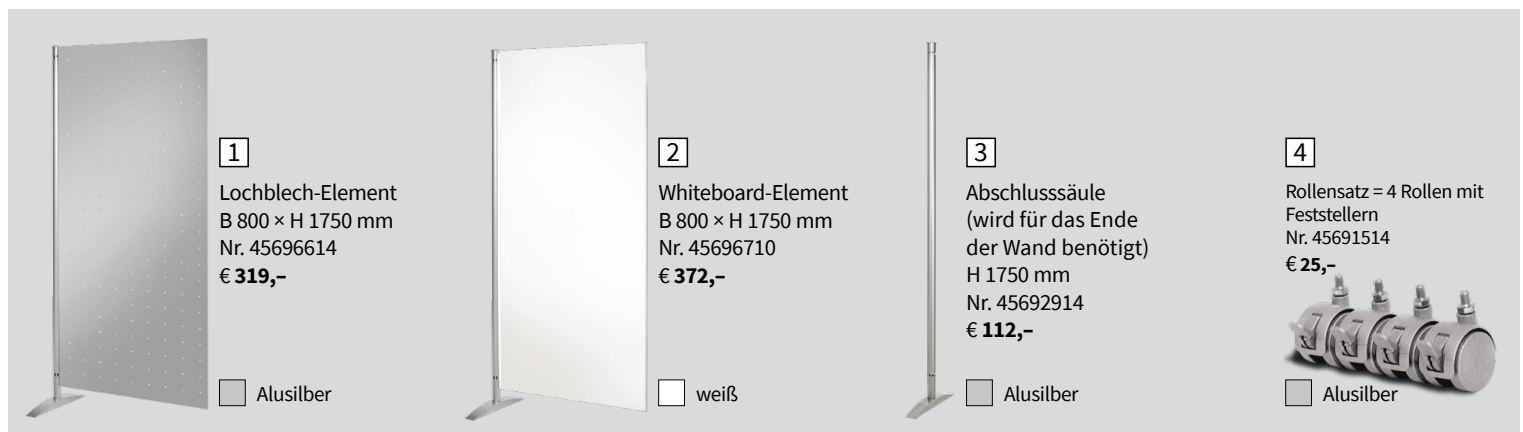 1
Lochblech-Element
B 800 × H 1750 mm
Nr. 45696614
€ 319,–
Alusilber
2
Whiteboard-Element
B 800 × H 1750 mm
Nr. 45696710
€ 372,–
weiß
3
Abschlusssäule
(wird für das Ende
der Wand benötigt)
H 1750 mm
Nr. 45692914
€ 112,–
Alusilber
4
Rollensatz = 4 Rollen mit
Feststellern
Nr. 45691514
€ 25,–
Alusilber